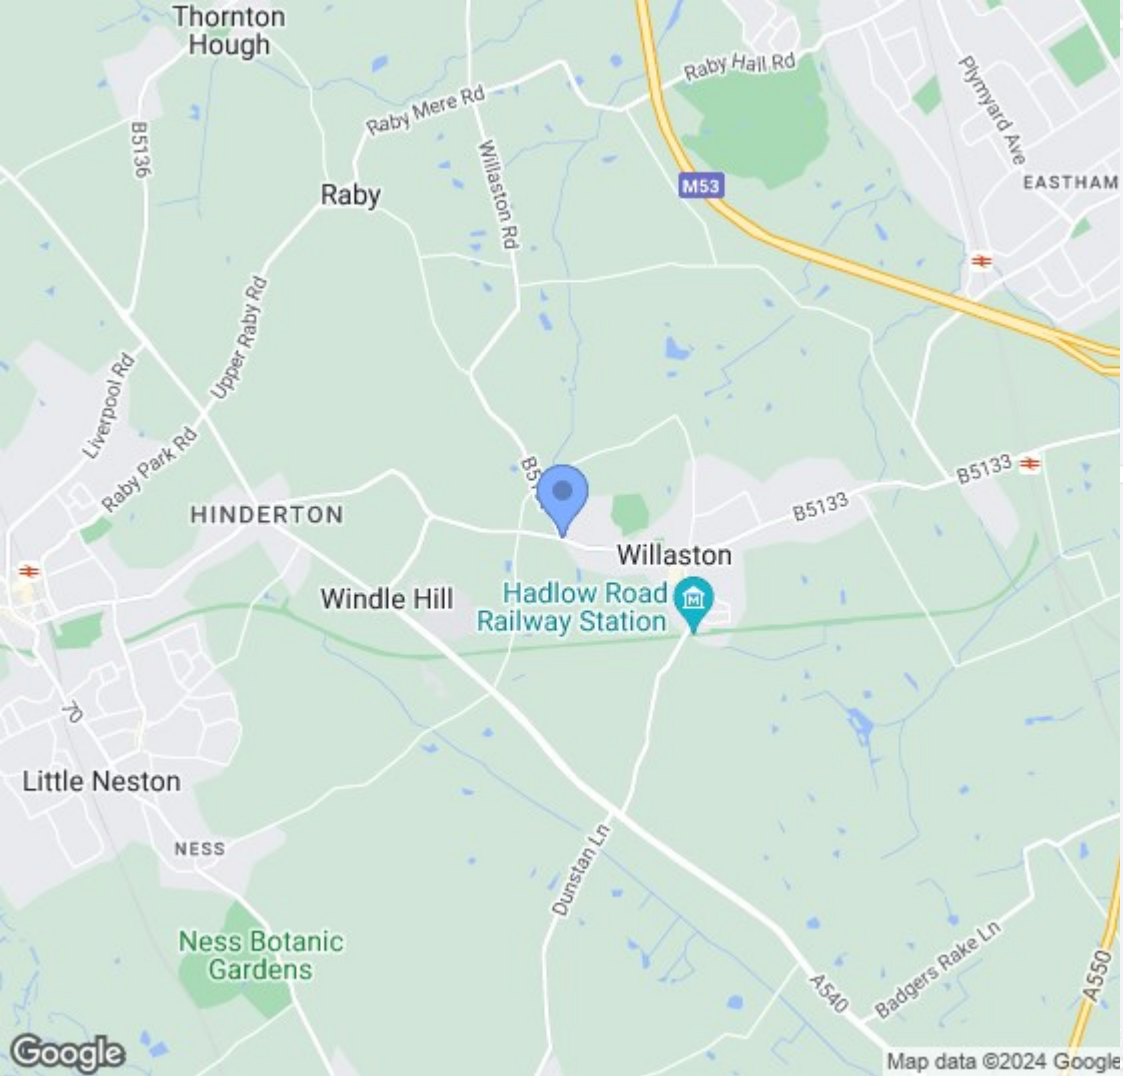 Thornton
Hough
Raby Hall Rd
Plymyard Ave
Raby Mere Rd
B5136
Willaston Rd
M53
EASTHAM
Raby
Upper Raby Rd
Liverpool Rd
Raby Park Rd
B5133
B5133
HINDERTON
Willaston
Windle Hill
Hadlow Road
Railway Station
70
Little Neston
NESS
Dunstan Ln
Ness Botanic
Gardens
Badgers Rake Ln
A540
A550
Google
Map data ©2024 Google